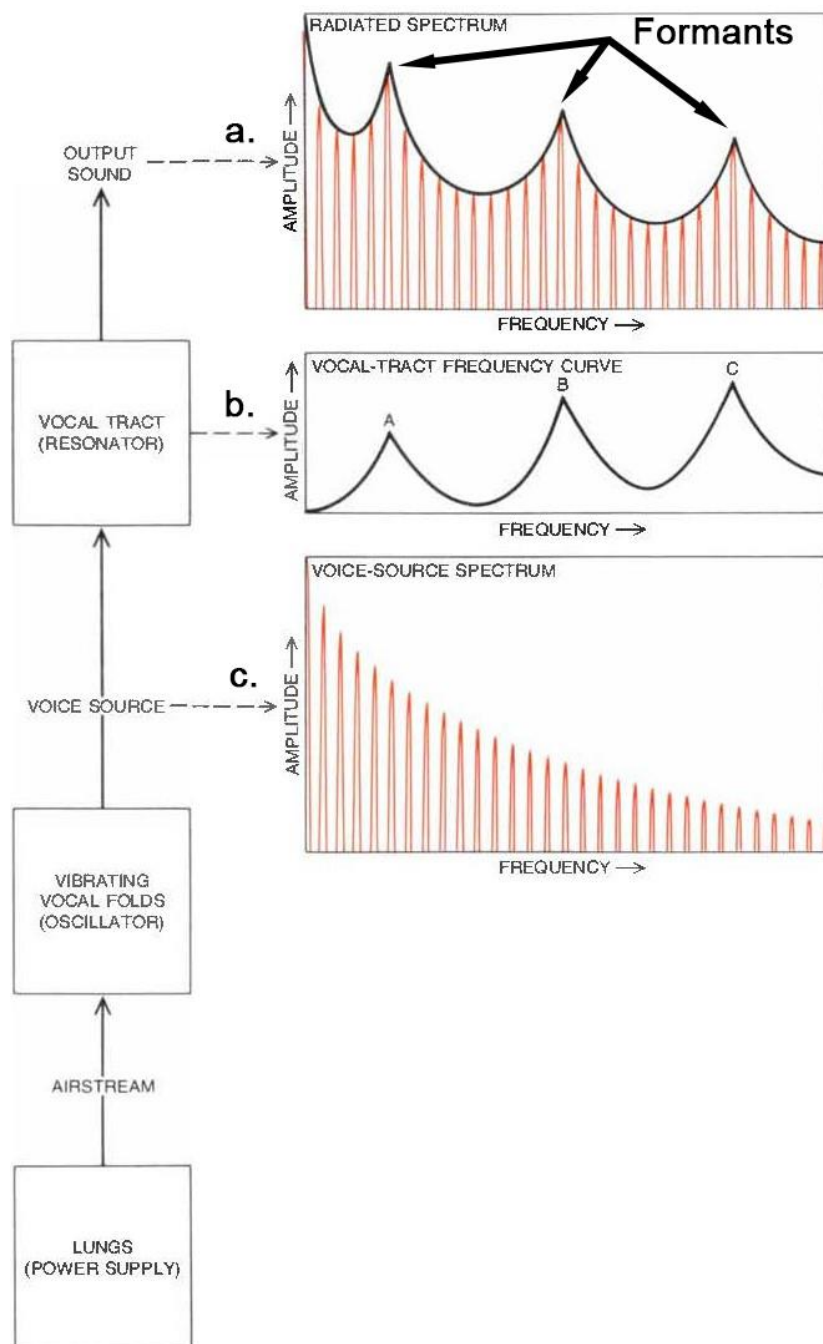 RADIATED SPECTRUM
Formants
a.
AMPLITUDE
OUTPUT
SOUND
FREQUENCY
VOCAL-TRACT FREQUENCY CURVE
A
B
C
b.
AMPLITUDE
VOCAL TRACT
(RESONATOR)
FREQUENCY
VOICE-SOURCE SPECTRUM
c.
AMPLITUDE
VOICE SOURCE
FREQUENCY
VIBRATING
VOCAL FOLDS
(OSCILLATOR)
AIRSTREAM
LUNGS
(POWER SUPPLY)